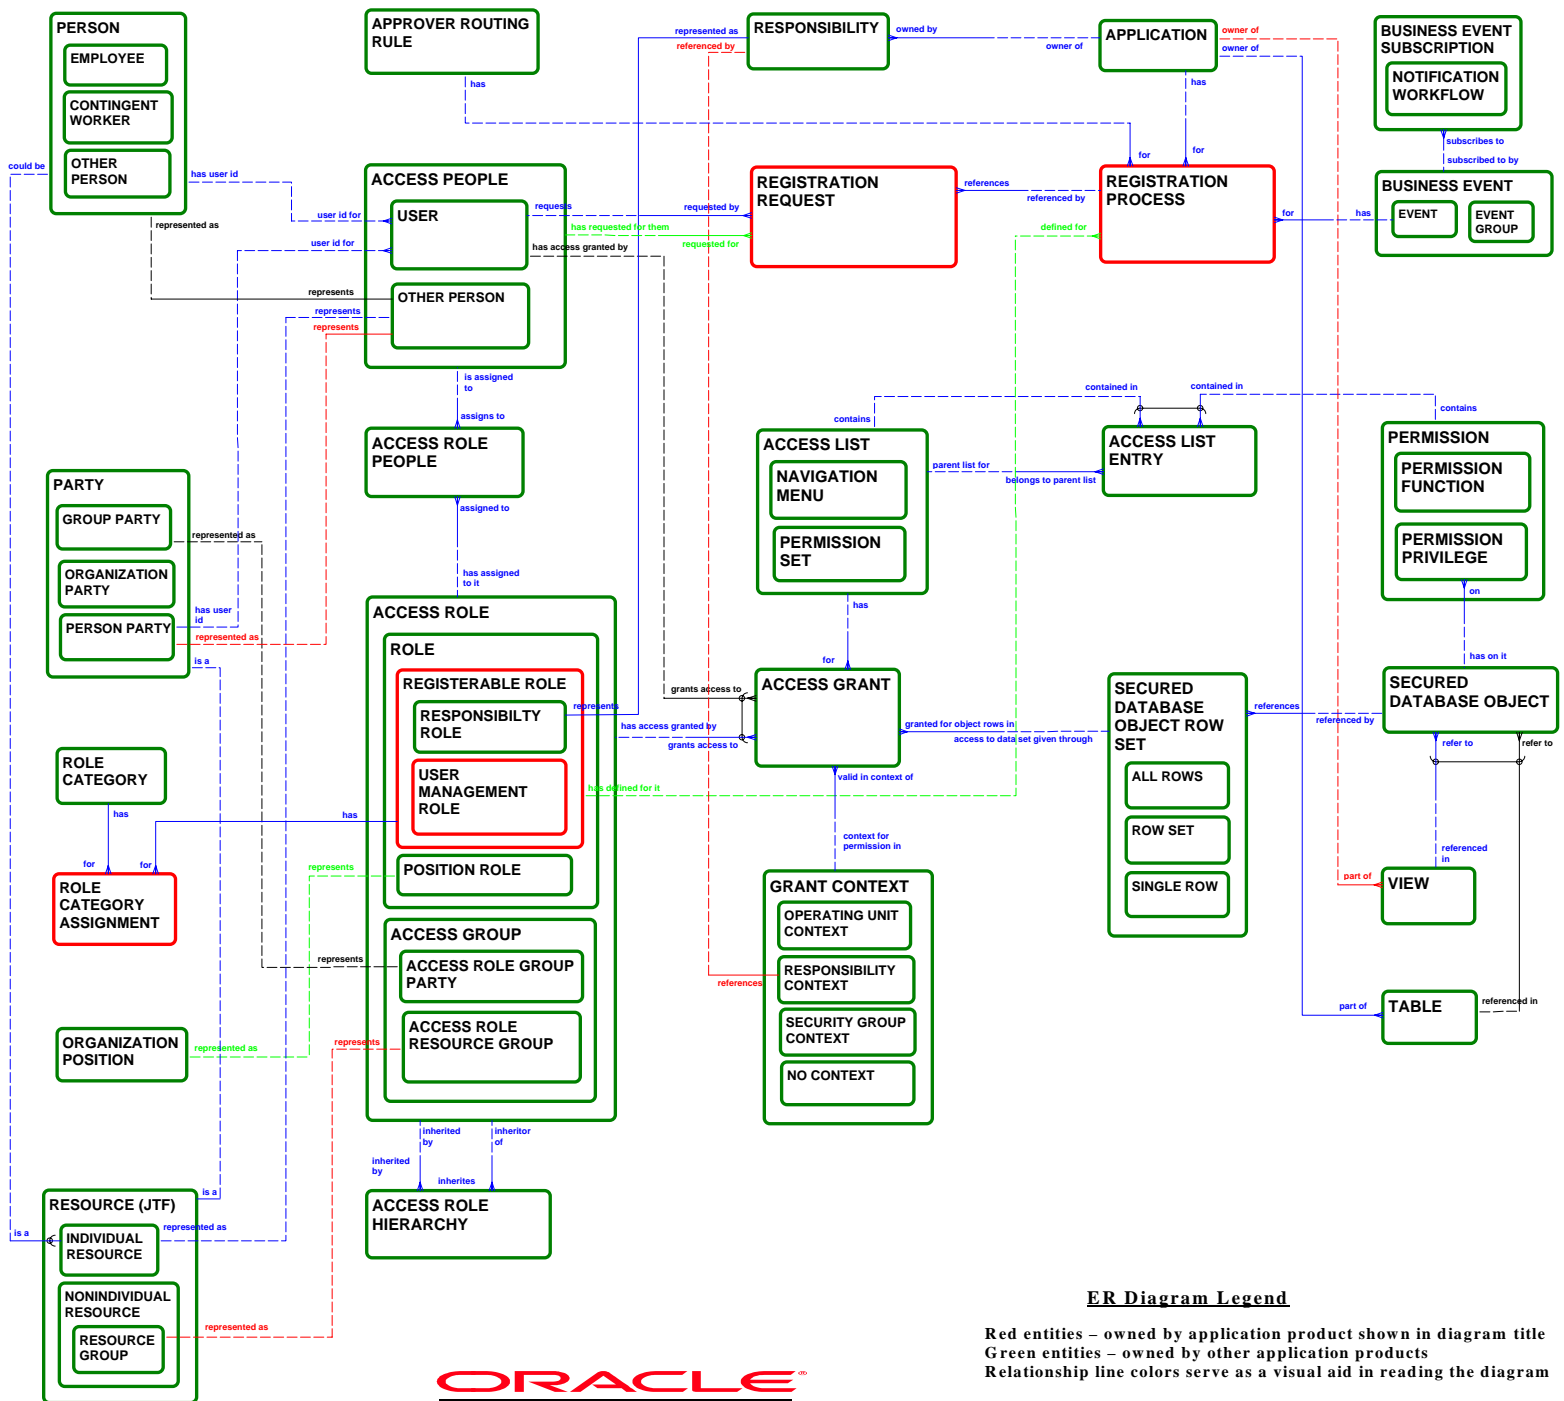 PERSON
EMPLOYEE
CONTINGENT
WORKER
OTHER
PERSON
could be
has user id
represented as
APPROVER ROUTING
RULE
has
represented as
referenced by
RESPONSIBILITY
owned by
owner of
APPLICATION
owner of
owner of
has
for
for
BUSINESS EVENT
SUBSCRIPTION
NOTIFICATION
WORKFLOW
subscribes to
subscribed to by
BUSINESS EVENT
EVENT
EVENT
GROUP
has
for
ACCESS PEOPLE
USER
user id for
user id for
OTHER PERSON
represents
represents
represents
requests
requested by
has requested for them
requested for
has access granted by
REGISTRATION
REQUEST
references
referenced by
defined for
REGISTRATION
PROCESS
is assigned
to
assigns to
ACCESS ROLE
PEOPLE
assigned to
has assigned
to it
PARTY
GROUP PARTY
ORGANIZATION
PARTY
PERSON PARTY
represented as
has user
id
represented as
is a
contained in
contained in
contains
contains
ACCESS LIST
NAVIGATION
MENU
PERMISSION
SET
parent list for
belongs to parent list
ACCESS LIST
ENTRY
PERMISSION
PERMISSION
FUNCTION
PERMISSION
PRIVILEGE
on
has on it
has
for
ACCESS ROLE
ROLE
REGISTERABLE ROLE
RESPONSIBILTY
ROLE
represents
USER
MANAGEMENT
ROLE
has
has defined for it
POSITION ROLE
represents
ACCESS GROUP
ACCESS ROLE GROUP
PARTY
represents
ACCESS ROLE
RESOURCE GROUP
represents
grants access to
has access granted by
grants access to
ACCESS GRANT
granted for object rows in
access to data set given through
valid in context of
context for
permission in
SECURED
DATABASE
OBJECT ROW
SET
ALL ROWS
ROW SET
SINGLE ROW
references
referenced by
SECURED
DATABASE OBJECT
refer to
refer to
referenced
in
part of
VIEW
part of
TABLE
referenced in
ROLE
CATEGORY
has
for
for
ROLE
CATEGORY
ASSIGNMENT
GRANT CONTEXT
OPERATING UNIT
CONTEXT
RESPONSIBILITY
CONTEXT
references
SECURITY GROUP
CONTEXT
NO CONTEXT
ORGANIZATION
POSITION
represented as
inherited
by
inheritor
of
inherited
by
inherits
ACCESS ROLE
HIERARCHY
is a
RESOURCE (JTF)
is a
INDIVIDUAL
RESOURCE
represented as
NONINDIVIDUAL
RESOURCE
RESOURCE
GROUP
represented as
ORACLE®
ER Diagram Legend
Red entities – owned by application product shown in diagram title
Green entities – owned by other application products
Relationship line colors serve as a visual aid in reading the diagram